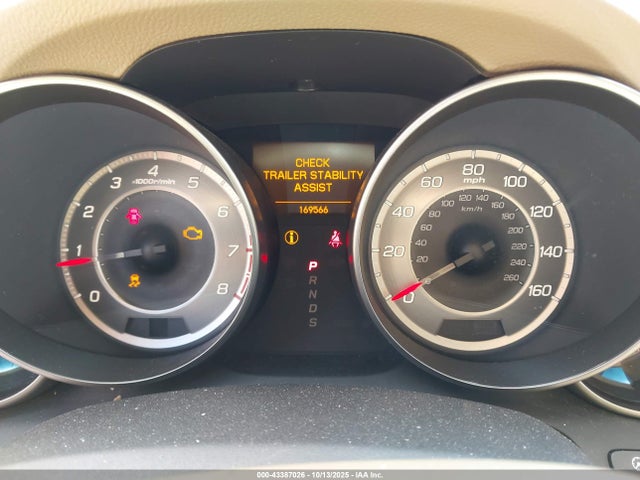 CHECK
TRAILER STABILITY
ASSIST
169566
0 1 2 3 4 5 6 7 8
×1000r/min
i
P
R
N
D
S
0 20 40 60 80 100 120 140 160
mph
20 40 60 80 100 120 140 160 180 200 220 240 260
km/h
00-43387026 - 10/13/2025 - © IAA Inc.